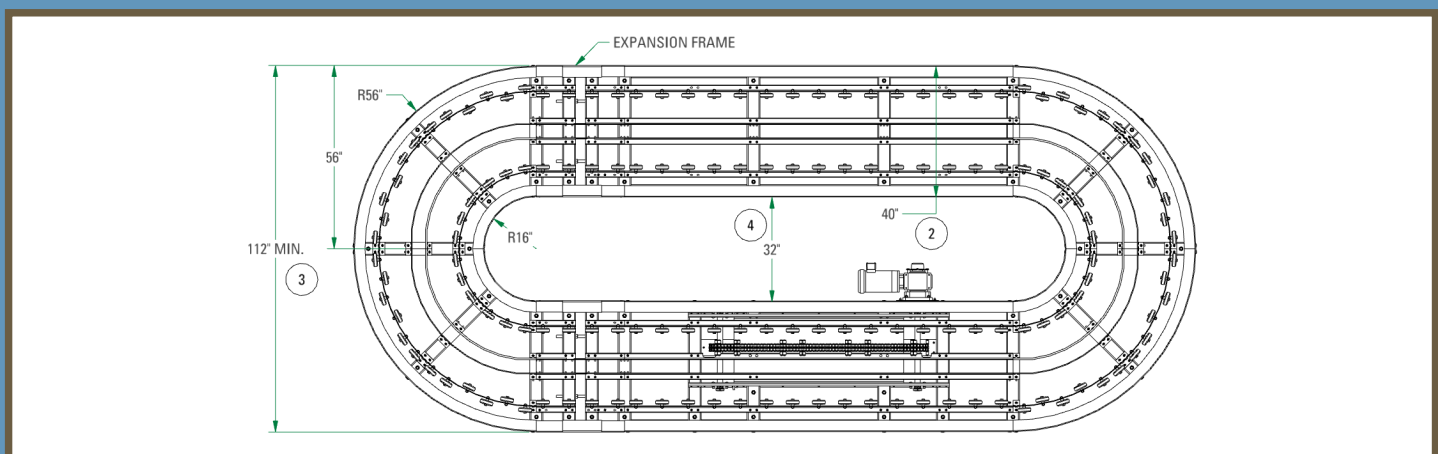 EXPANSION FRAME
R56"
56"
40"
2
4
32"
R16"
112" MIN.
3